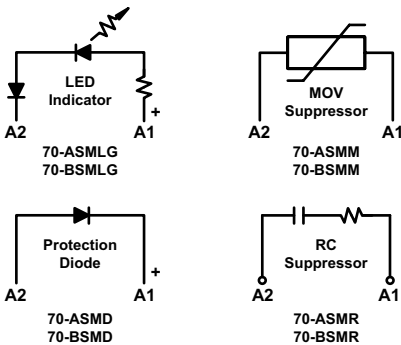 LED
Indicator
+
A2
A1
70-ASMLG
70-BSMLG
MOV
Suppressor
A2
A1
70-ASMM
70-BSMM
Protection
Diode
+
A2
A1
70-ASMD
70-BSMD
RC
Suppressor
A2
A1
70-ASMR
70-BSMR